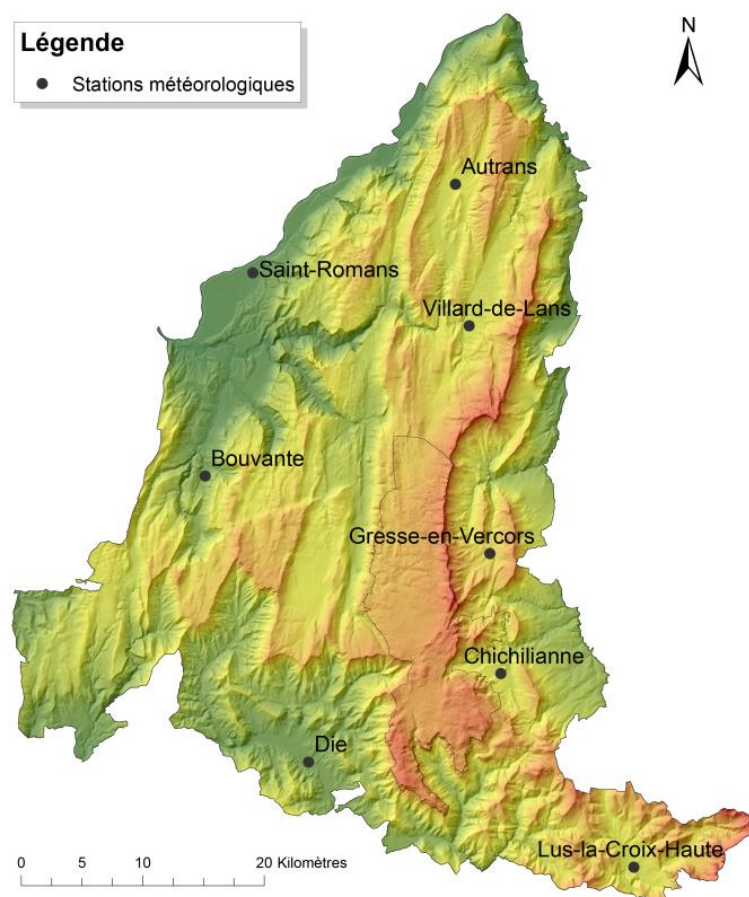 Légende
Stations météorologiques
N
Autrans
Saint-Romans
Villard-de-Lans
Bouvante
Gresse-en-Vercors
Chichilianne
Die
Lus-la-Croix-Haute
0 5 10 20 Kilomètres